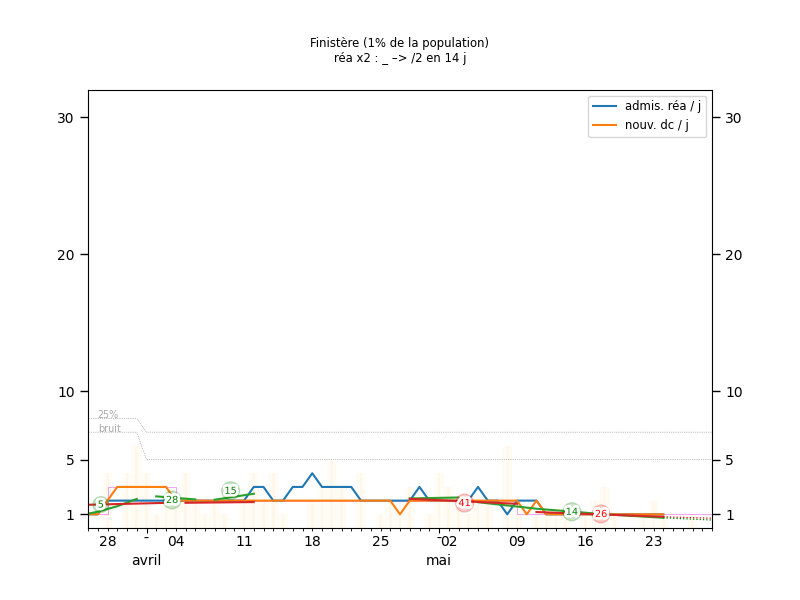 Finistère (1% de la population)
réa x2 : _ –> /2 en 14 j
admis. réa / j
nouv. dc / j
30 30
20 20
10 10
5 5
1 1
25%
bruit
5 28 15 41 14 26
28 - 04 11 18 25 02 09 16 23
avril mai